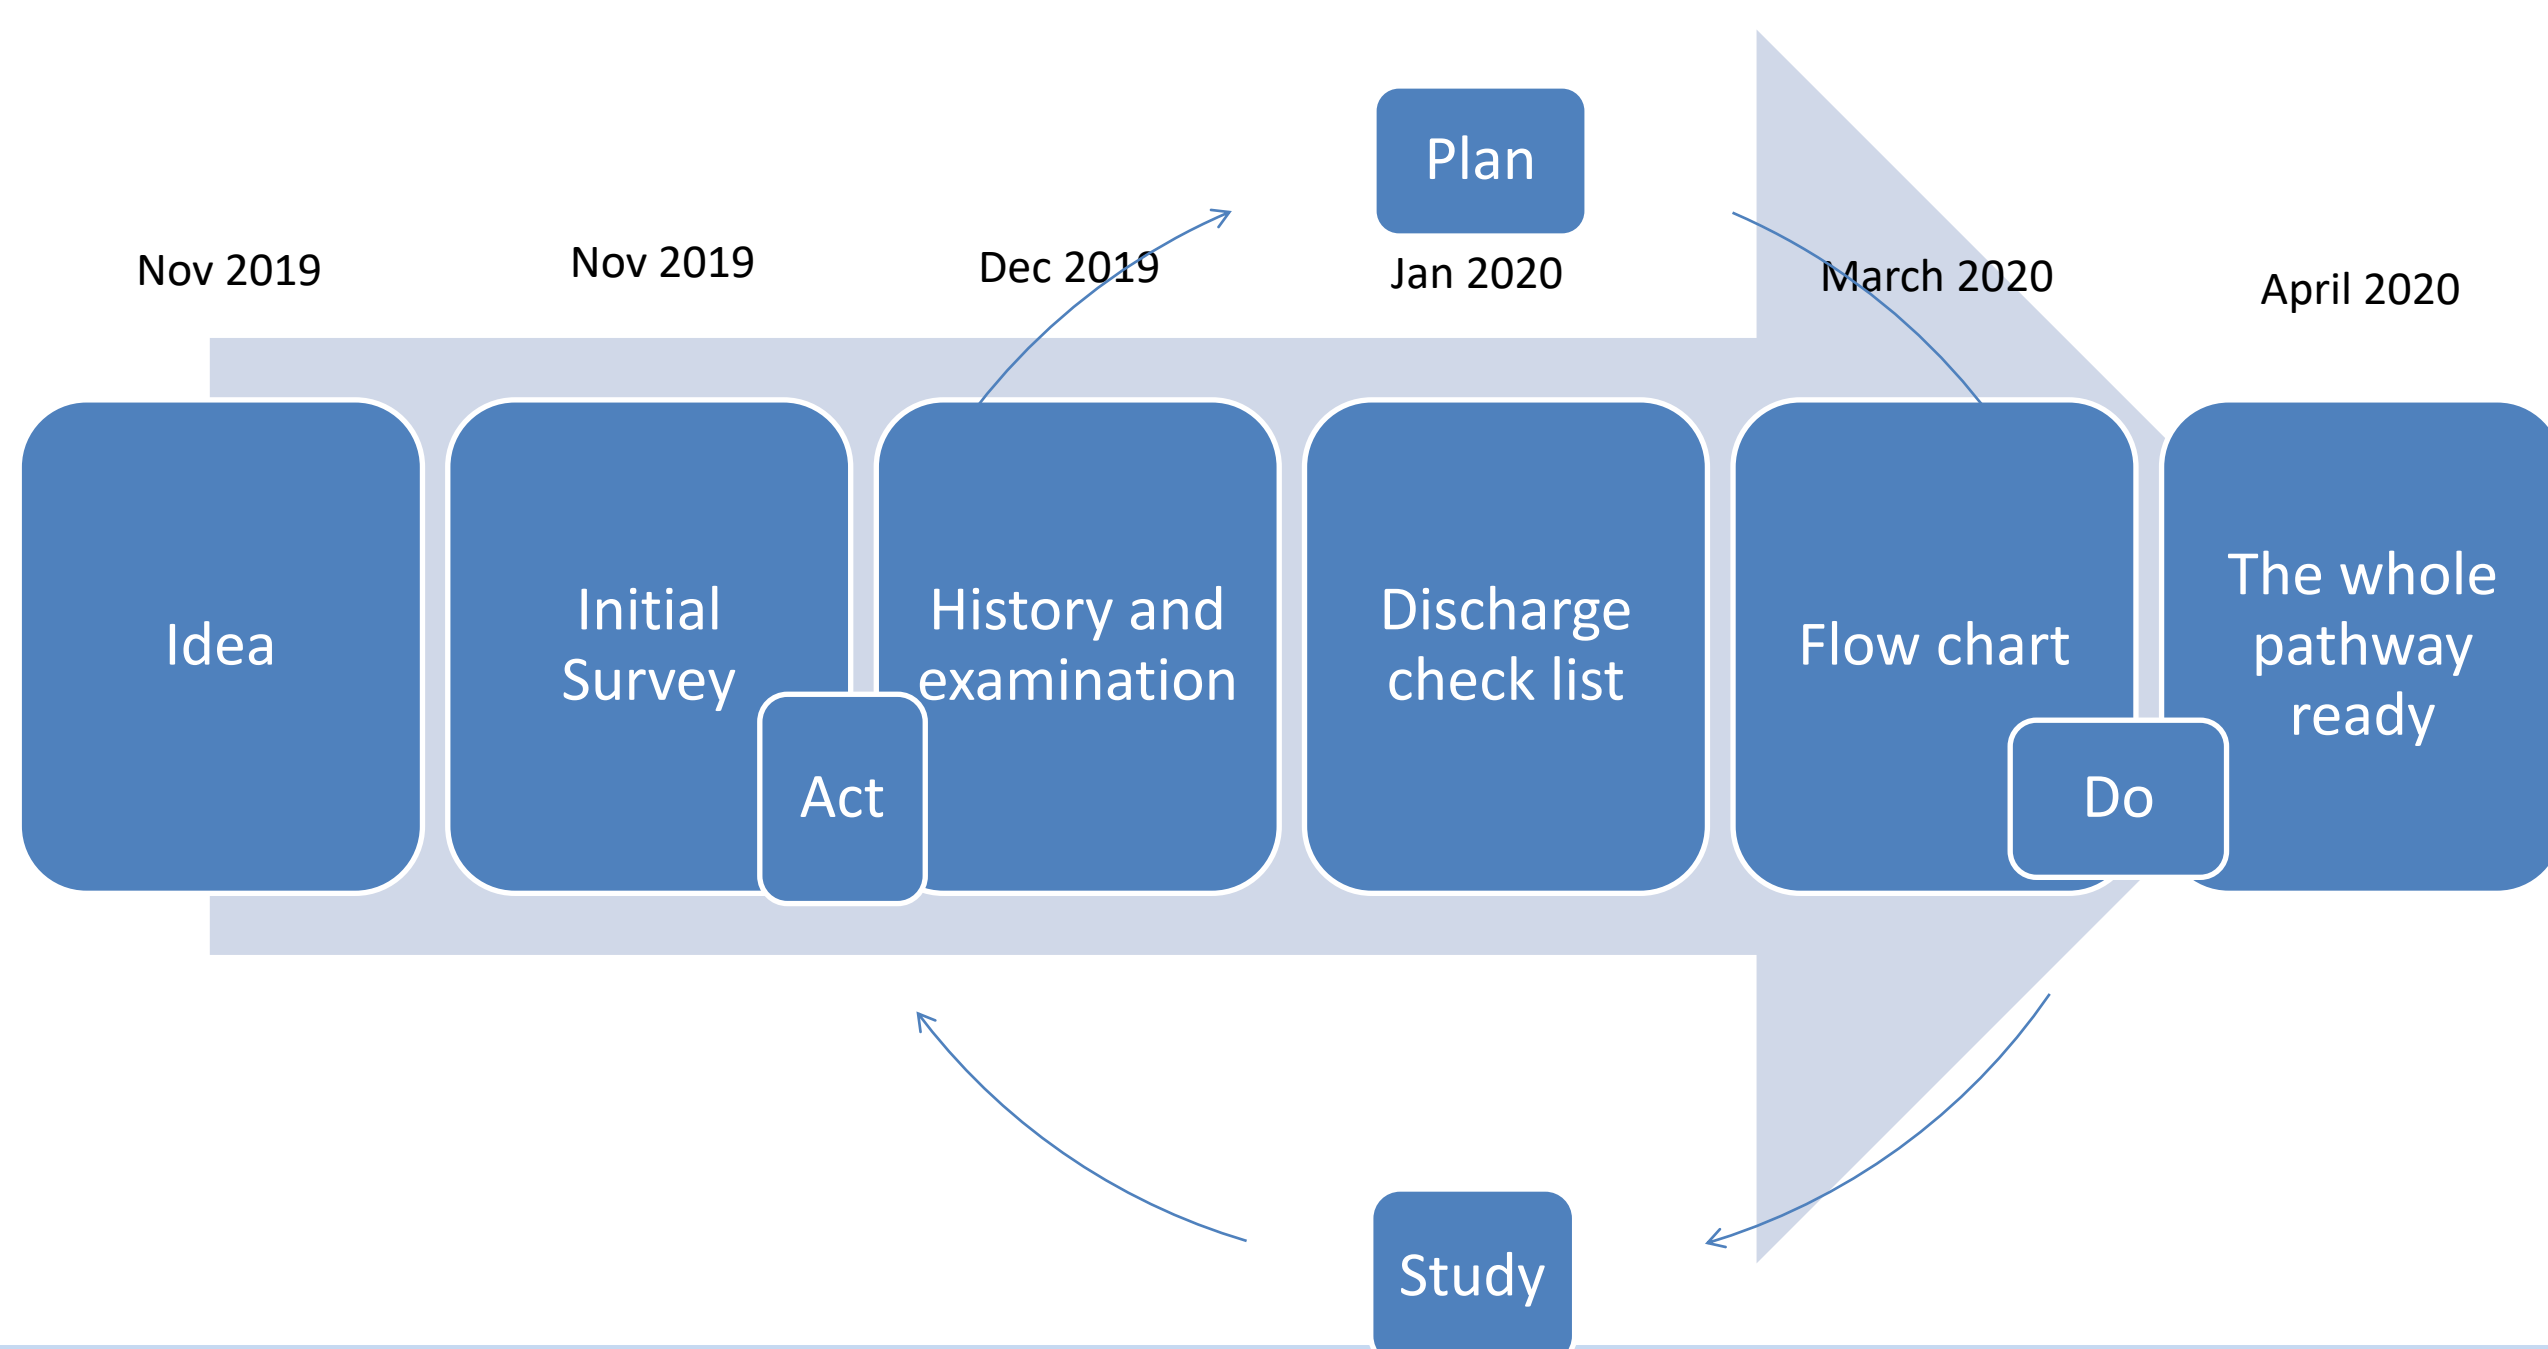 Plan
Nov 2019
Nov 2019
Dec 2019
Jan 2020
March 2020
April 2020
Idea
Initial
Survey
History and
examination
Discharge
check list
Flow chart
The whole
pathway
ready
Act
Do
Study